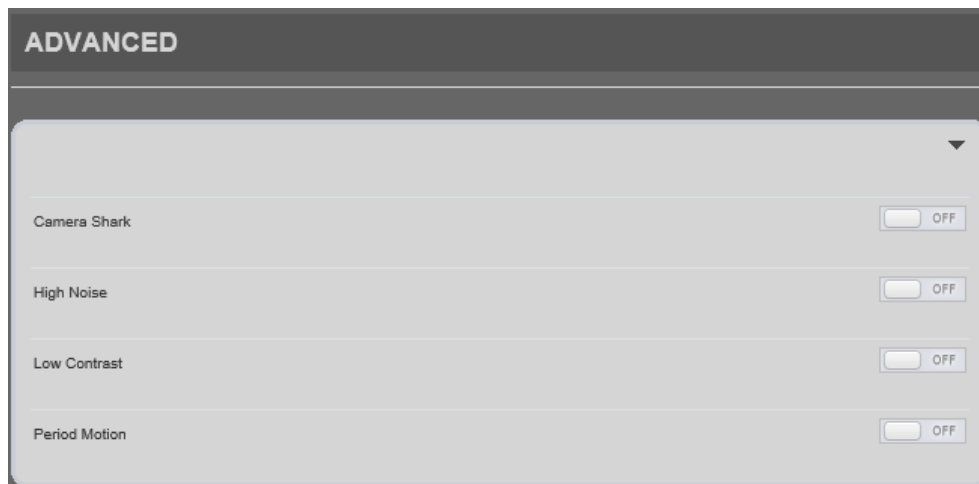 ADVANCED
Camera Shark OFF
High Noise OFF
Low Contrast OFF
Period Motion OFF